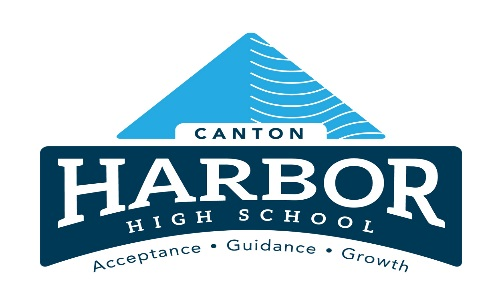 CANTON
HARBOR
HIGH SCHOOL
Acceptance • Guidance • Growth